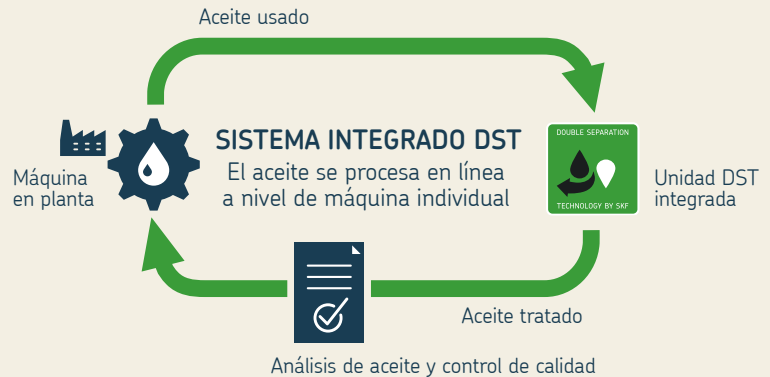 Aceite usado
SISTEMA INTEGRADO DST
El aceite se procesa en línea
a nivel de máquina individual
Máquina
en planta
DOUBLE SEPARATION
TECHNOLOGY BY SKF
Unidad DST
integrada
Aceite tratado
Análisis de aceite y control de calidad